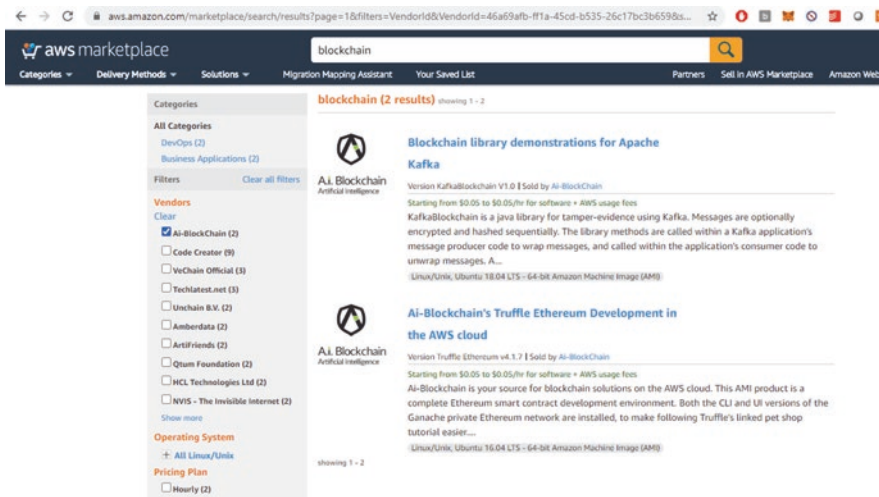 aws.amazon.com/marketplace/search/results?page=1&filters=VendorId&VendorId=46a69afb-ff1a-45cd-b535-26c17bc3b659&s...
aws marketplace
blockchain
Categories
Delivery Methods
Solutions
Migration Mapping Assistant
Your Saved List
Partners
Sell in AWS Marketplace
Amazon Web
Categories
All Categories
DevOps (2)
Business Applications (2)
Filters
Clear all filters
Vendors
Clear
Ai-BlockChain (2)
Code Creator (9)
VeChain Official (3)
Techlatest.net (3)
Unchain B.V. (2)
Amberdata (2)
ArtiFriends (2)
Qtum Foundation (2)
HCL Technologies Ltd (2)
NVIS - The Invisible Internet (2)
Show more
Operating System
All Linux/Unix
Pricing Plan
Hourly (2)
blockchain (2 results) showing 1 - 2
A.i. Blockchain
Artificial Intelligence
Blockchain library demonstrations for Apache
Kafka
Version KafkaBlockchain V1.0 | Sold by Ai-BlockChain
Starting from $0.05 to $0.05/hr for software + AWS usage fees
KafkaBlockchain is a java library for tamper-evidence using Kafka. Messages are optionally
encrypted and hashed sequentially. The library methods are called within a Kafka application's
message producer code to wrap messages, and called within the application's consumer code to
unwrap messages. A...
Linux/Unix, Ubuntu 18.04 LTS - 64-bit Amazon Machine Image (AMI)
A.i. Blockchain
Artificial Intelligence
Ai-Blockchain's Truffle Ethereum Development in
the AWS cloud
Version Truffle Ethereum v4.1.7 | Sold by Ai-BlockChain
Starting from $0.05 to $0.05/hr for software + AWS usage fees
Ai-Blockchain is your source for blockchain solutions on the AWS cloud. This AMI product is a
complete Ethereum smart contract development environment. Both the CLI and UI versions of the
Ganache private Ethereum network are installed, to make following Truffle's linked pet shop
tutorial easier....
Linux/Unix, Ubuntu 16.04 LTS - 64-bit Amazon Machine Image (AMI)
showing 1 - 2